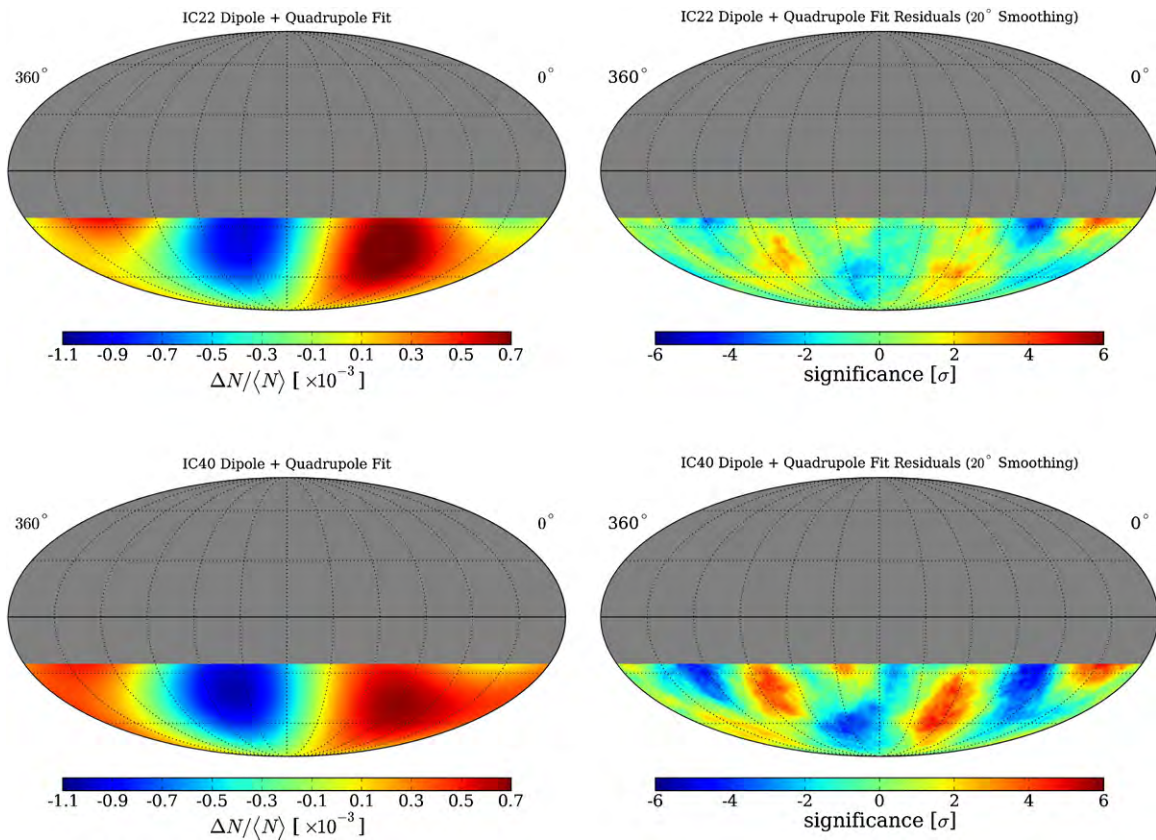 IC22 Dipole + Quadrupole Fit
360°
0°
-1.1 -0.9 -0.7 -0.5 -0.3 -0.1 0.1 0.3 0.5 0.7
ΔN/⟨N⟩ [ ×10⁻³ ]
IC22 Dipole + Quadrupole Fit Residuals (20° Smoothing)
360°
0°
-6 -4 -2 0 2 4 6
significance [σ]
IC40 Dipole + Quadrupole Fit
360°
0°
-1.1 -0.9 -0.7 -0.5 -0.3 -0.1 0.1 0.3 0.5 0.7
ΔN/⟨N⟩ [ ×10⁻³ ]
IC40 Dipole + Quadrupole Fit Residuals (20° Smoothing)
360°
0°
-6 -4 -2 0 2 4 6
significance [σ]